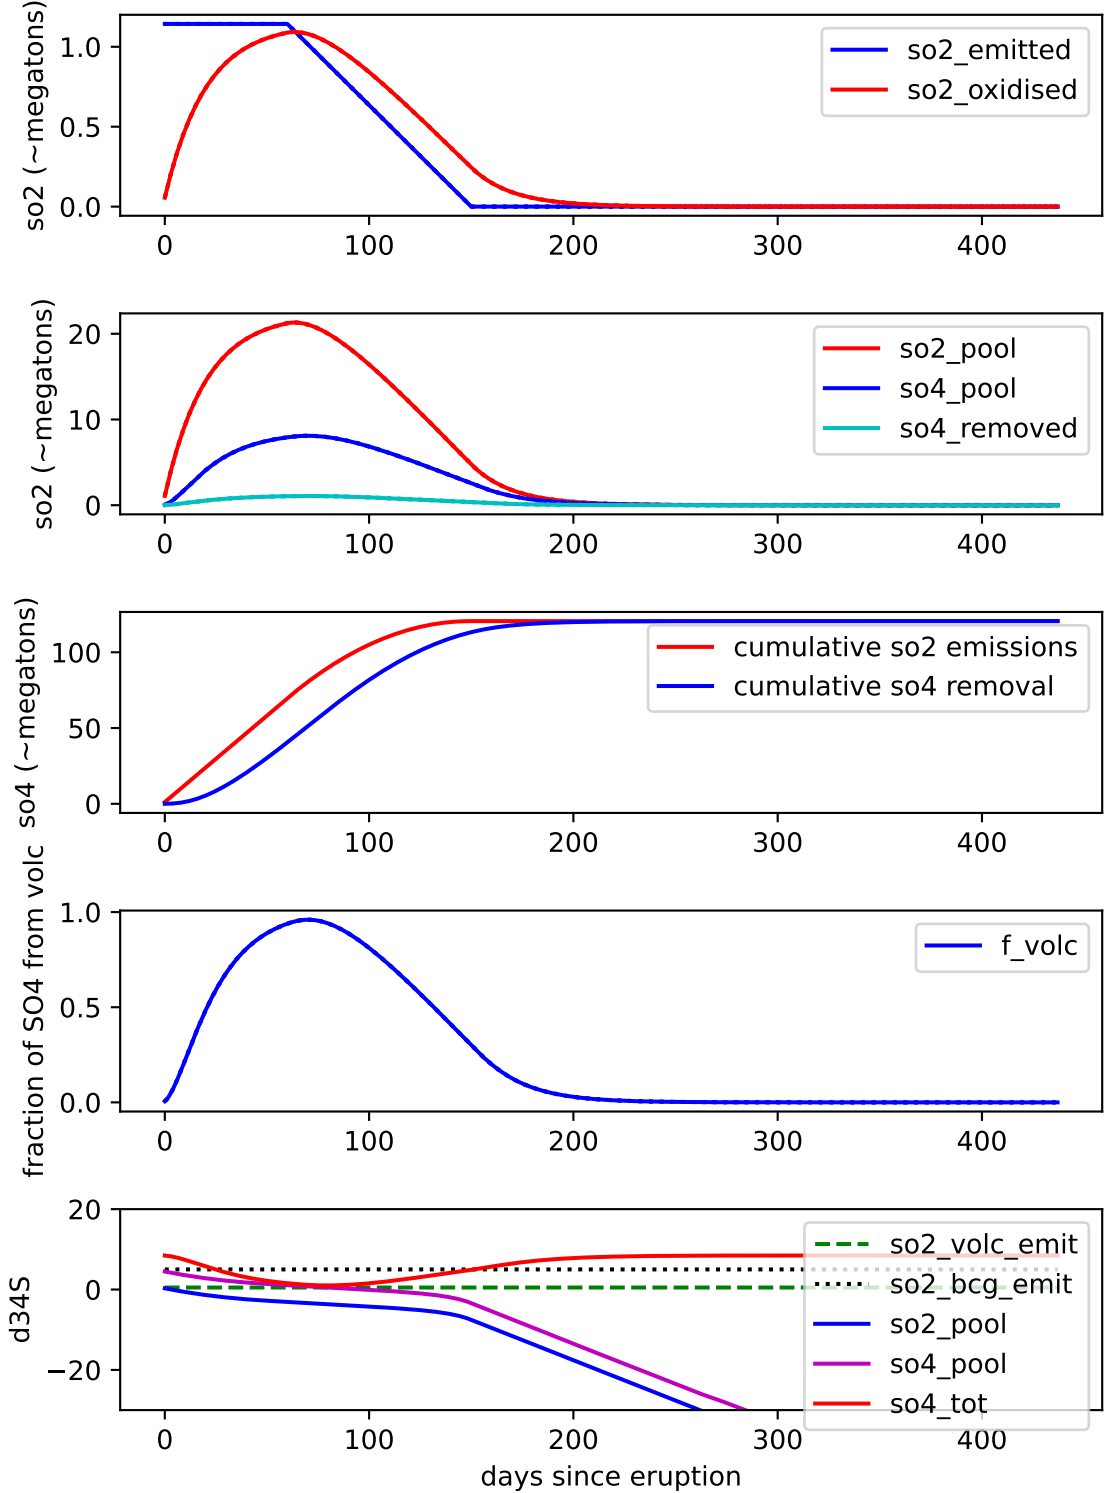 so2 (~megatons)
1.0
0.5
0.0
so2_emitted
so2_oxidised
0 100 200 300 400
so2 (~megatons)
20
10
0
so2_pool
so4_pool
so4_removed
0 100 200 300 400
so4 (~megatons)
100
50
0
cumulative so2 emissions
cumulative so4 removal
0 100 200 300 400
fraction of SO4 from volc
1.0
0.5
0.0
f_volc
0 100 200 300 400
d34S
20
0
−20
so2_volc_emit
so2_bcg_emit
so2_pool
so4_pool
so4_tot
0 100 200 300 400
days since eruption